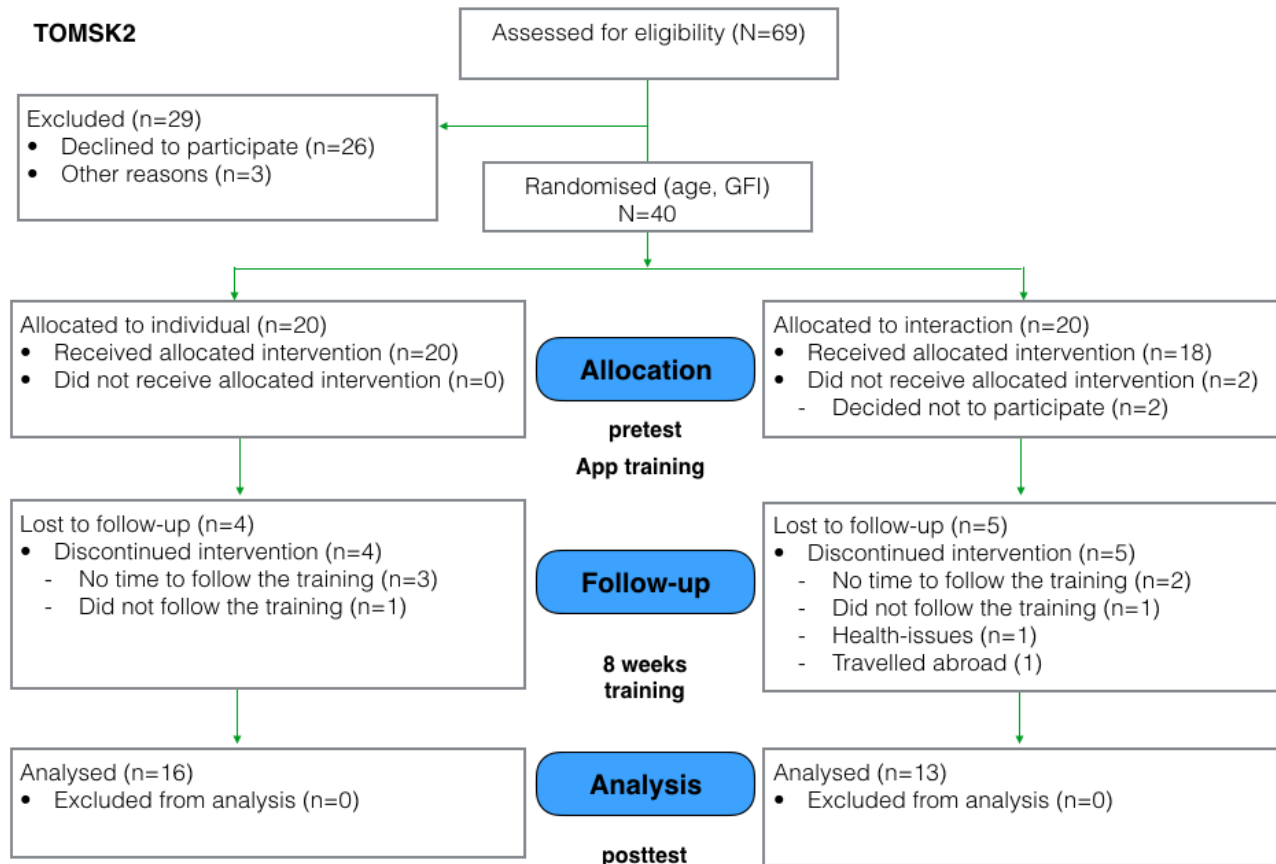 TOMSK2
Assessed for eligibility (N=69)
Excluded (n=29)
• Declined to participate (n=26)
• Other reasons (n=3)
Randomised (age, GFI)
N=40
Allocated to individual (n=20)
• Received allocated intervention (n=20)
• Did not receive allocated intervention (n=0)
Allocation
pretest
App training
Allocated to interaction (n=20)
• Received allocated intervention (n=18)
• Did not receive allocated intervention (n=2)
- Decided not to participate (n=2)
Lost to follow-up (n=4)
• Discontinued intervention (n=4)
- No time to follow the training (n=3)
- Did not follow the training (n=1)
Follow-up
8 weeks
training
Lost to follow-up (n=5)
• Discontinued intervention (n=5)
- No time to follow the training (n=2)
- Did not follow the training (n=1)
- Health-issues (n=1)
- Travelled abroad (1)
Analysed (n=16)
• Excluded from analysis (n=0)
Analysis
posttest
Analysed (n=13)
• Excluded from analysis (n=0)